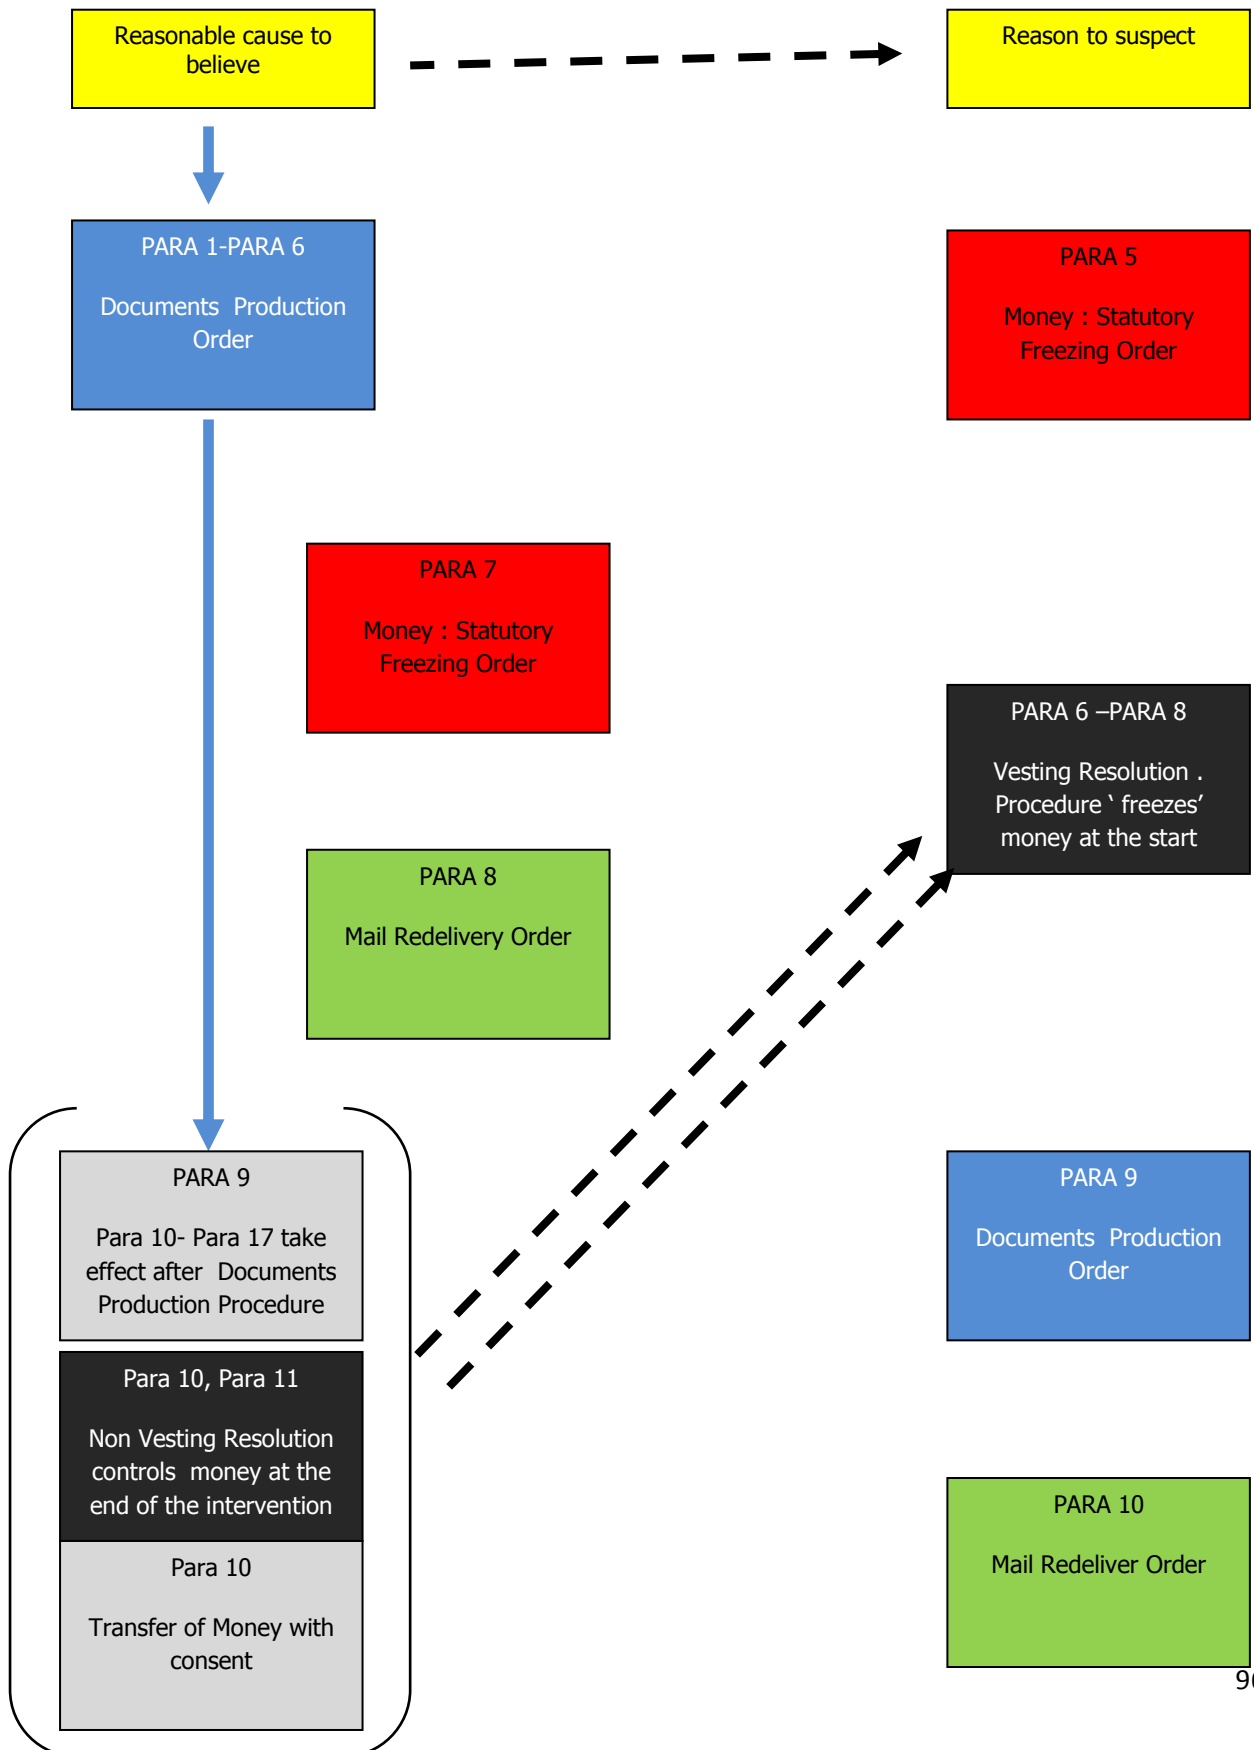 Reasonable cause to
believe
Reason to suspect
PARA 1-PARA 6
Documents Production
Order
PARA 5
Money : Statutory
Freezing Order
PARA 7
Money : Statutory
Freezing Order
PARA 6 –PARA 8
Vesting Resolution .
Procedure ‘ freezes’
money at the start
PARA 8
Mail Redelivery Order
PARA 9
Para 10- Para 17 take
effect after Documents
Production Procedure
PARA 9
Documents Production
Order
Para 10, Para 11
Non Vesting Resolution
controls money at the
end of the intervention
PARA 10
Mail Redeliver Order
Para 10
Transfer of Money with
consent